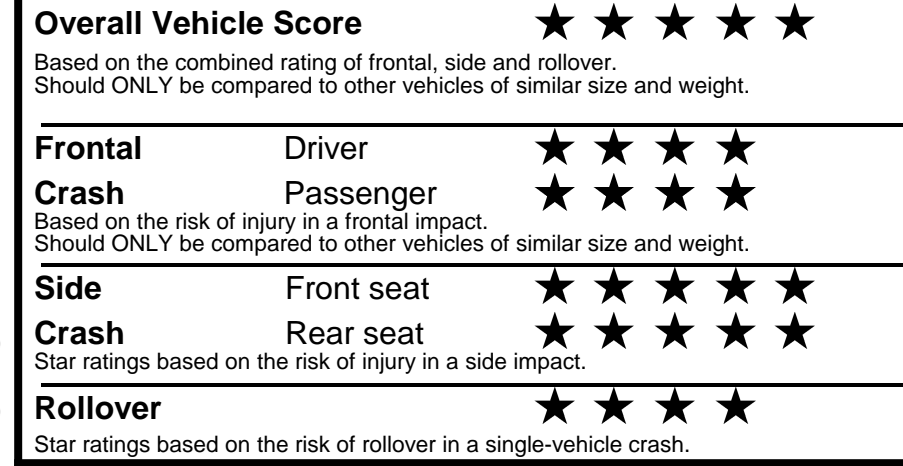 Overall Vehicle Score ★ ★ ★ ★ ★
Based on the combined rating of frontal, side and rollover.
Should ONLY be compared to other vehicles of similar size and weight.
Frontal Driver ★ ★ ★ ★
Crash Passenger ★ ★ ★ ★
Based on the risk of injury in a frontal impact.
Should ONLY be compared to other vehicles of similar size and weight.
Side Front seat ★ ★ ★ ★ ★
Crash Rear seat ★ ★ ★ ★ ★
Star ratings based on the risk of injury in a side impact.
Rollover ★ ★ ★ ★
Star ratings based on the risk of rollover in a single-vehicle crash.